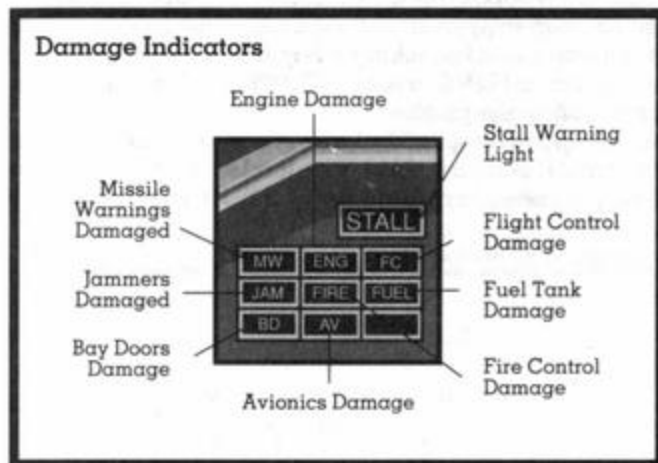 Damage Indicators
Engine Damage
Stall Warning
Light
Missile
Warnings
Damaged
STALL
Flight Control
Damage
MW ENG FC
Jammers
Damaged
JAM FIRE FUEL
Fuel Tank
Damage
BD AV
Bay Doors
Damage
Fire Control
Damage
Avionics Damage